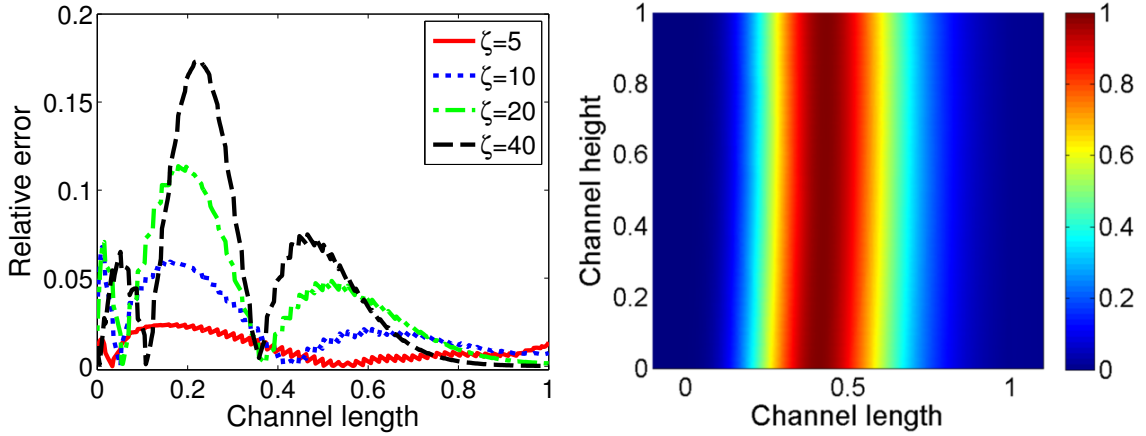 0.2
0.15
0.1
0.05
0
Relative error
0 0.2 0.4 0.6 0.8 1
Channel length
ζ=5
ζ=10
ζ=20
ζ=40
1
0.8
0.6
0.4
0.2
0
Channel height
0 0.5 1
Channel length
1
0.8
0.6
0.4
0.2
0